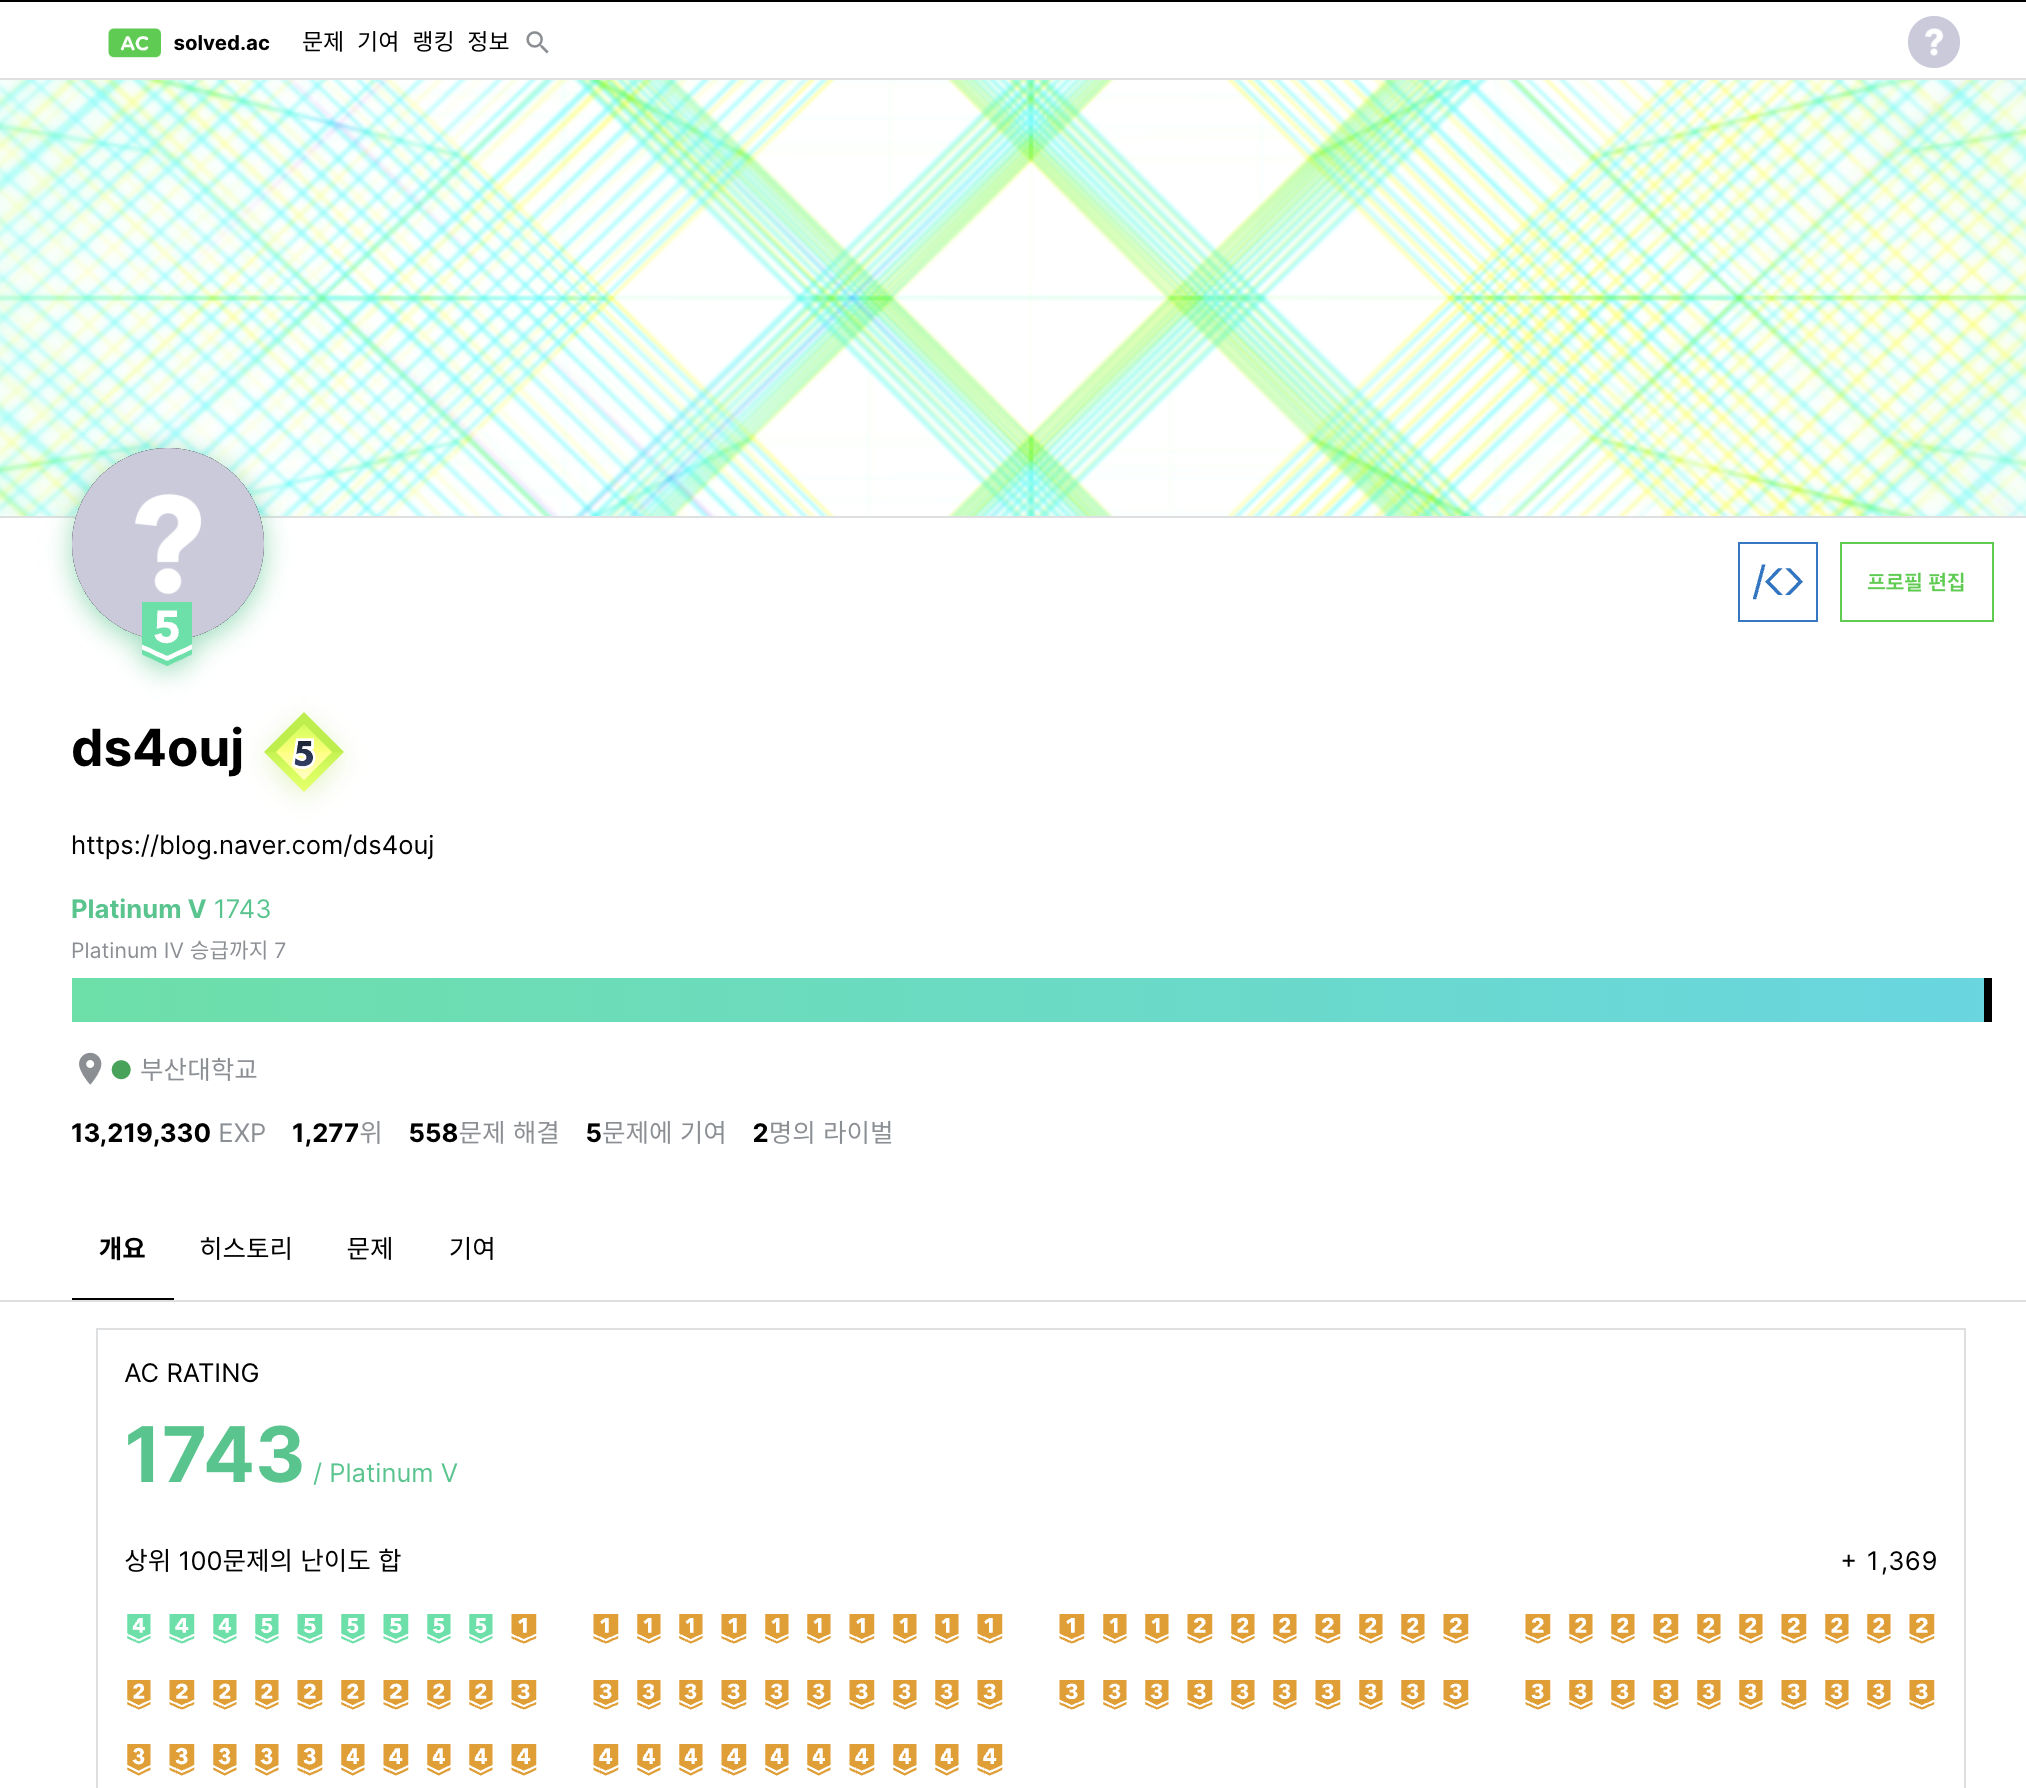 AC solved.ac 문제 기여 랭킹 정보 ?
?
5
/<> 프로필 편집
ds4ouj 5
https://blog.naver.com/ds4ouj
Platinum V 1743
Platinum IV 승급까지 7
부산대학교
13,219,330 EXP 1,277위 558문제 해결 5문제에 기여 2명의 라이벌
개요 히스토리 문제 기여
AC RATING
1743 / Platinum V
상위 100문제의 난이도 합 + 1,369
4 4 4 5 5 5 5 5 5 1 1 1 1 1 1 1 1 1 1 1 1 1 1 2 2 2 2 2 2 2 2 2 2 2 2 2 2 2 2 2
2 2 2 2 2 2 2 2 2 3 3 3 3 3 3 3 3 3 3 3 3 3 3 3 3 3 3 3 3 3 3 3 3 3 3 3 3 3 3 3
3 3 3 3 3 4 4 4 4 4 4 4 4 4 4 4 4 4 4 4